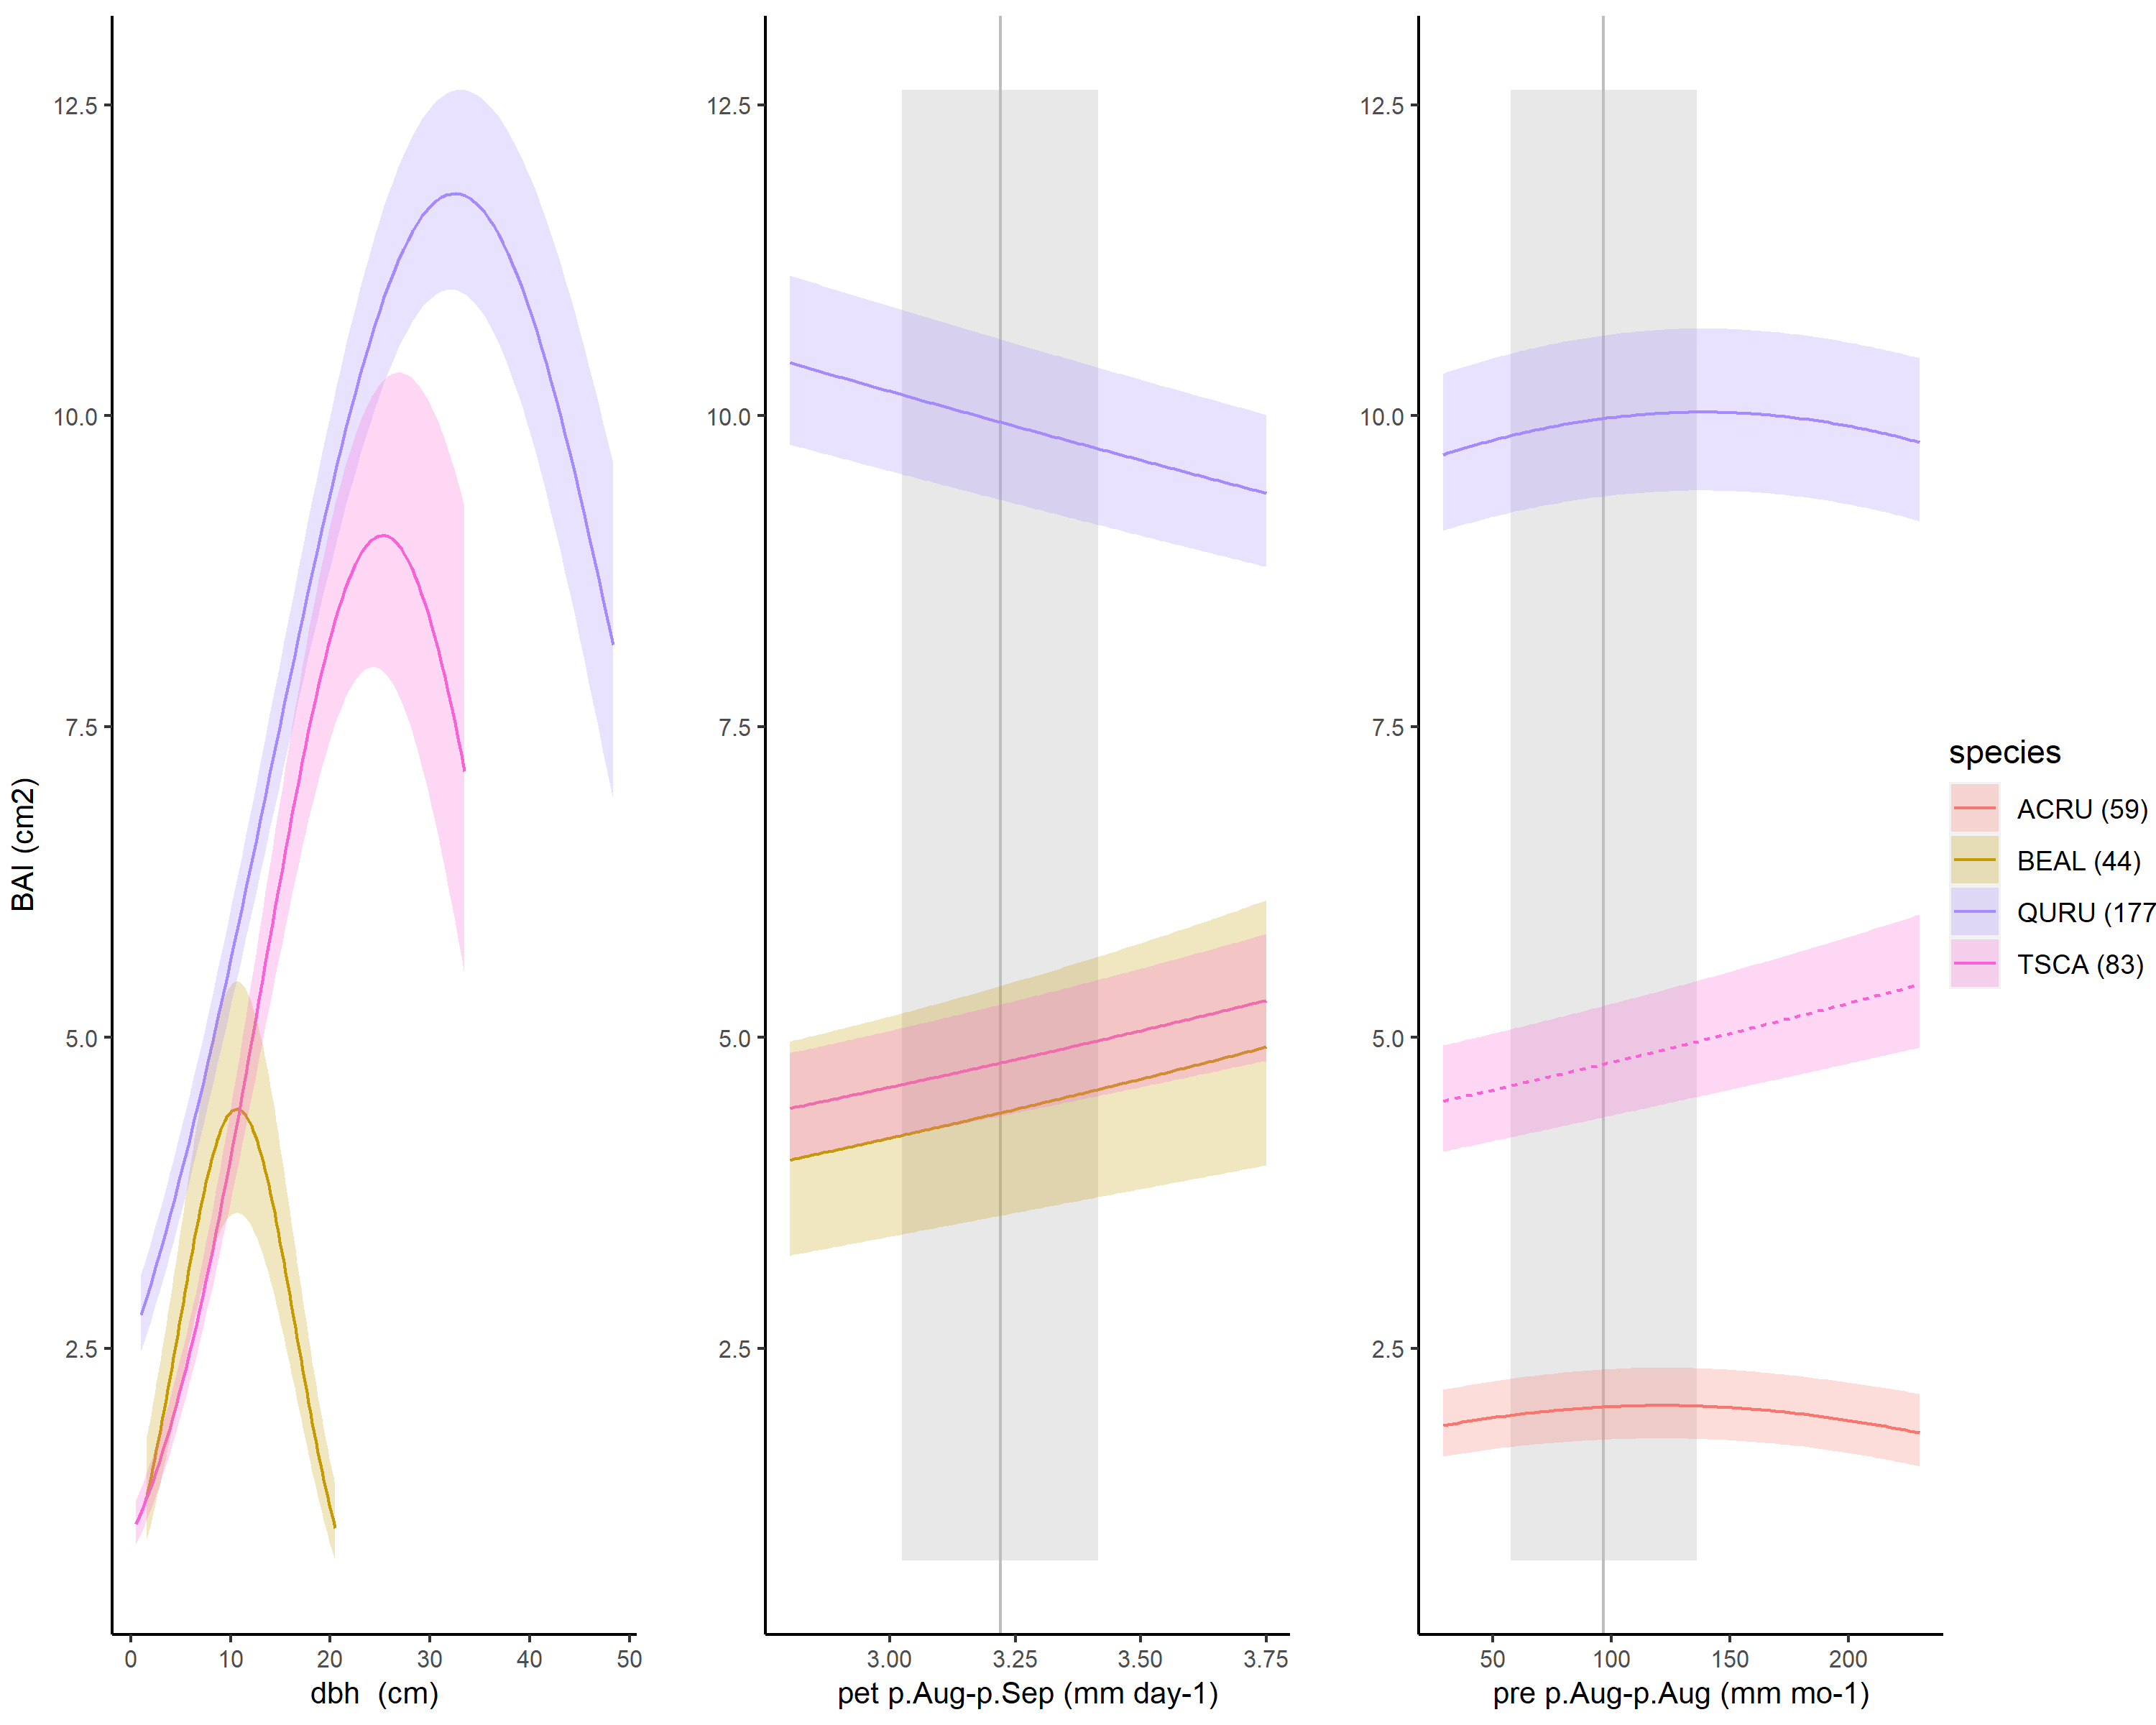 BAI (cm2)
12.5
10.0
7.5
5.0
2.5
0 10 20 30 40 50
dbh (cm)
12.5
10.0
7.5
5.0
2.5
3.00 3.25 3.50 3.75
pet p.Aug-p.Sep (mm day-1)
12.5
10.0
7.5
5.0
2.5
50 100 150 200
pre p.Aug-p.Aug (mm mo-1)
species
ACRU (59)
BEAL (44)
QURU (177
TSCA (83)